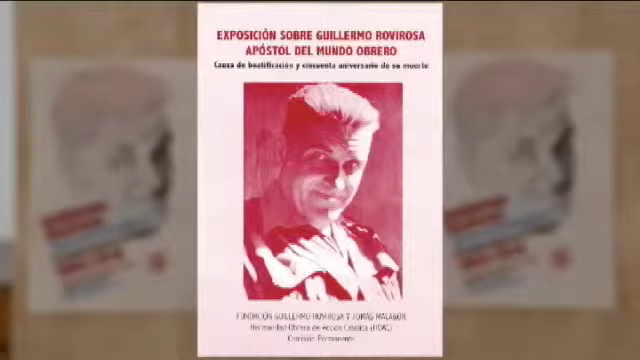 EXPOSICIÓN SOBRE GUILLERMO ROVIROSA
APÓSTOL DEL MUNDO OBRERO
Causa de beatificación y cincuenta aniversario de su muerte
FUNDACIÓN GUILLERMO ROVIROSA Y TOMÁS MALAGÓN
Hermandad Obrera de Acción Católica (HOAC)
Comisión Permanente